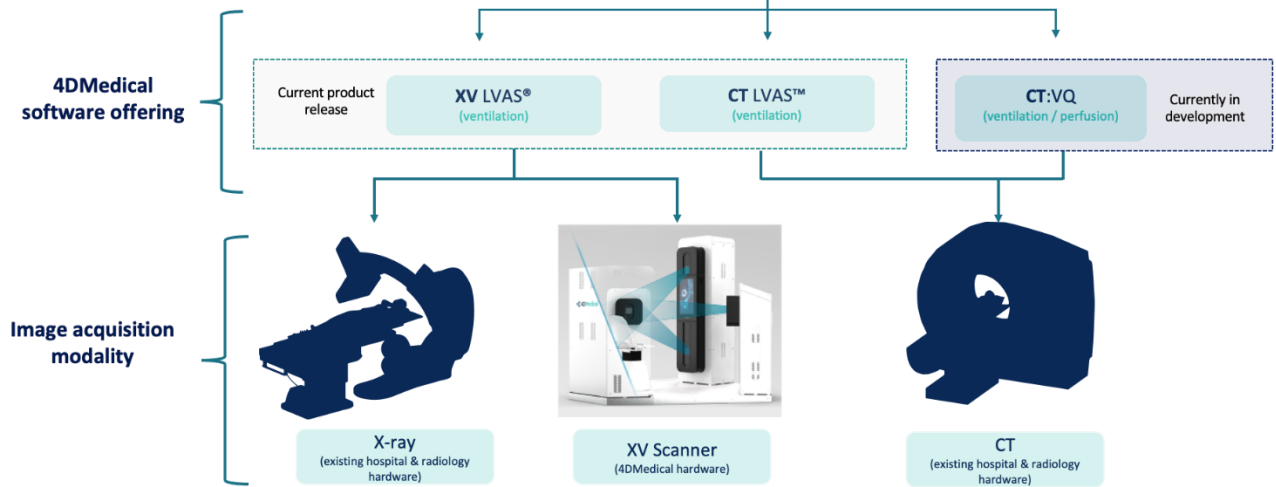 4DMedical
software offering
Current product
release
XV LVAS®
(ventilation)
CT LVAS™
(ventilation)
CT:VQ
(ventilation / perfusion)
Currently in
development
Image acquisition
modality
X-ray
(existing hospital & radiology
hardware)
XV Scanner
(4DMedical hardware)
CT
(existing hospital & radiology
hardware)